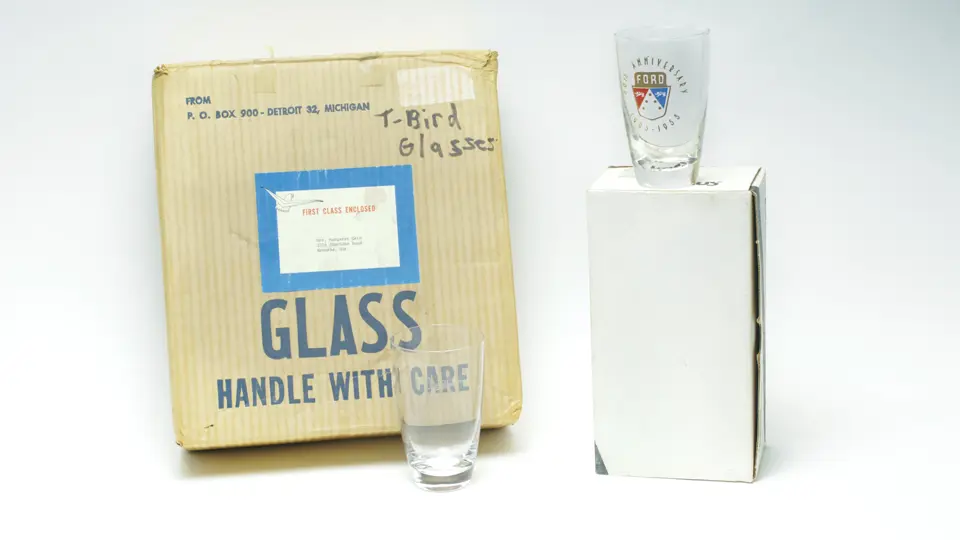 FROM
P. O. BOX 900 - DETROIT 32, MICHIGAN
T-Bird
Glasses
FIRST CLASS ENCLOSED
GLASS
HANDLE WITH CARE
ANNIVERSARY
FORD
1903-1953
5